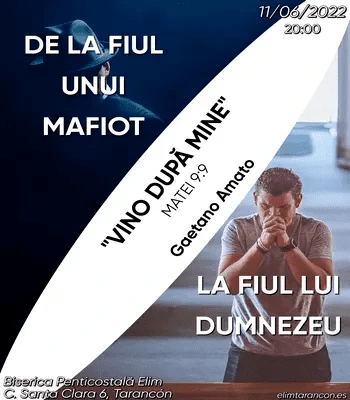 11/06/2022
20:00
DE LA FIUL
UNUI
MAFIOT
"VINO DUPĂ MINE"
MATEI 9:9
Gaetano Amato
LA FIUL LUI
DUMNEZEU
Biserica Penticostală Elim
C. Santa Clara 6, Tarancón
elimtarancon.es